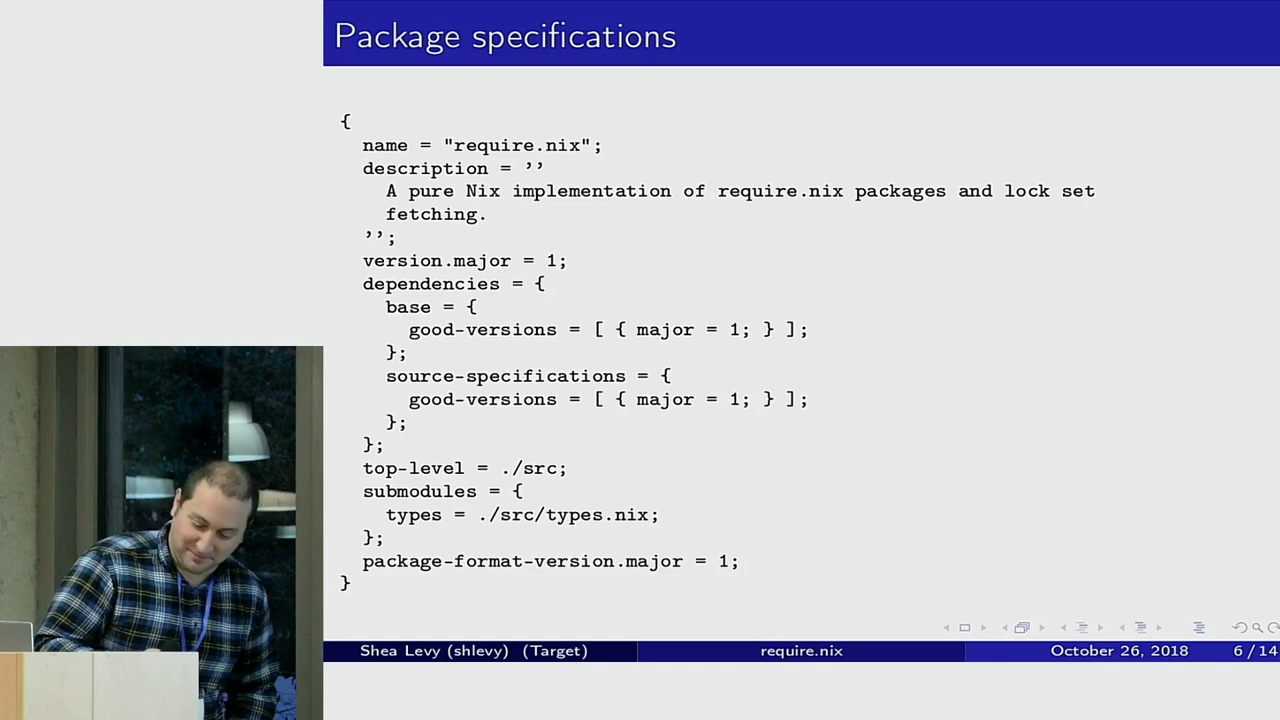 Package specifications
{
  name = "require.nix";
  description = ’’
    A pure Nix implementation of require.nix packages and lock set
    fetching.
  ’’;
  version.major = 1;
  dependencies = {
    base = {
      good-versions = [ { major = 1; } ];
    };
    source-specifications = {
      good-versions = [ { major = 1; } ];
    };
  };
  top-level = ./src;
  submodules = {
    types = ./src/types.nix;
  };
  package-format-version.major = 1;
}
Shea Levy (shlevy) (Target) require.nix October 26, 2018 6 / 14